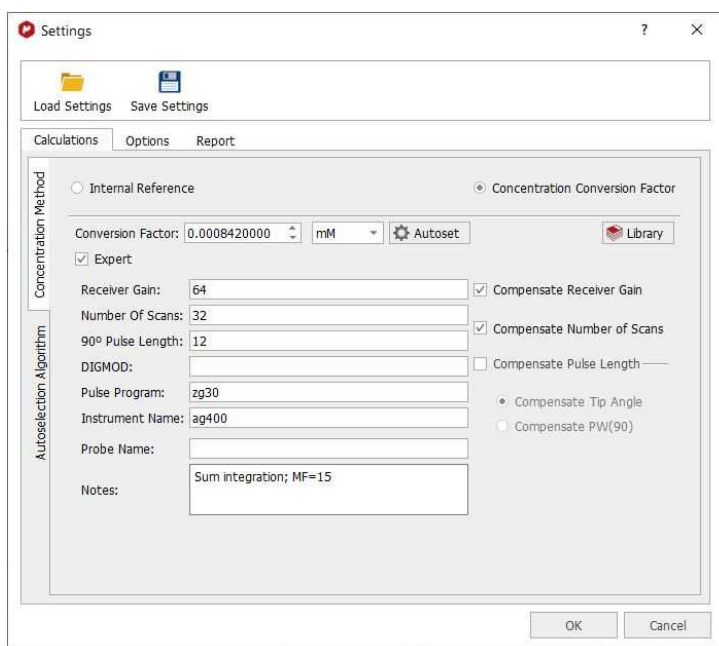 Settings
?
Load Settings Save Settings
Calculations Options Report
Concentration Method
Autoselection Algorithm
Internal Reference Concentration Conversion Factor
Conversion Factor: 0.0008420000 mM Autoset Library
Expert
Receiver Gain: 64 Compensate Receiver Gain
Number Of Scans: 32 Compensate Number of Scans
90º Pulse Length: 12
DIGMOD: Compensate Pulse Length
Pulse Program: zg30 Compensate Tip Angle
Instrument Name: ag400 Compensate PW(90)
Probe Name:
Notes: Sum integration; MF=15
OK Cancel